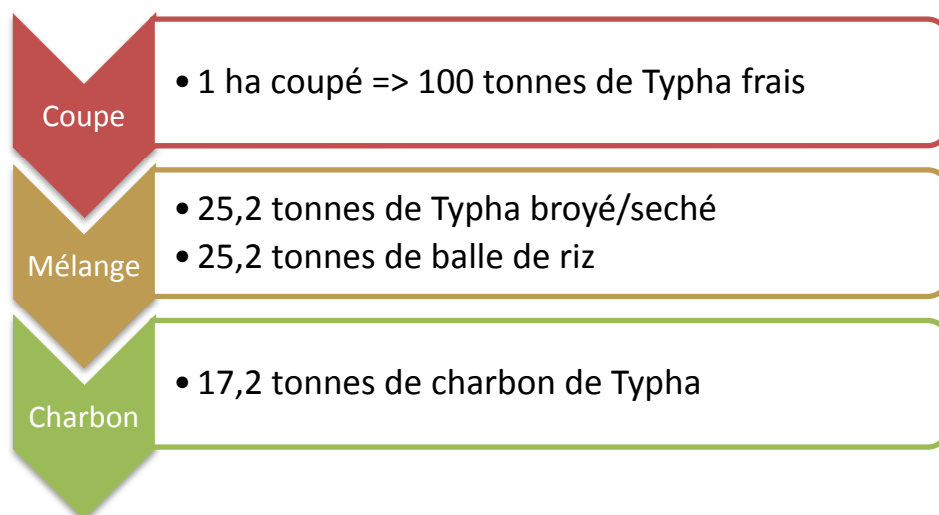 Coupe
• 1 ha coupé => 100 tonnes de Typha frais
Mélange
• 25,2 tonnes de Typha broyé/seché
• 25,2 tonnes de balle de riz
Charbon
• 17,2 tonnes de charbon de Typha